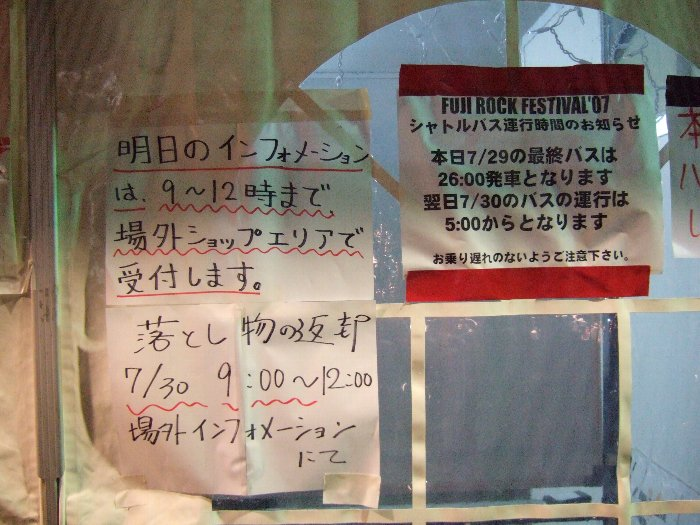 明日のインフォメーション
は、9～12時まで、
場外ショップエリアで
受付します。
落とし物の返却
7/30 9:00～12:00
場外インフォメーション
にて
FUJI ROCK FESTIVAL'07
シャトルバス運行時間のお知らせ
本日7/29の最終バスは
26:00発車となります
翌日7/30のバスの運行は
5:00からとなります
お乗り遅れのないようご注意下さい。
本
ハ
し